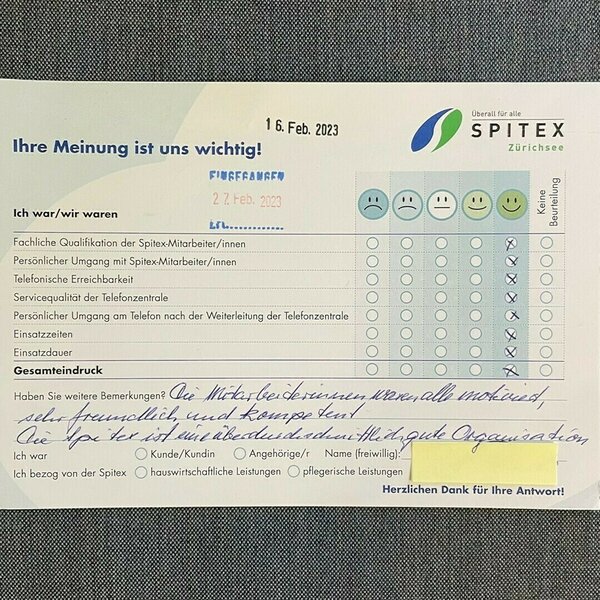 16. Feb. 2023
Überall für alle
SPITEX
Zürichsee
Ihre Meinung ist uns wichtig!
EINGEGANGEN
27. Feb. 2023
Ich war/wir waren
Keine Beurteilung
Fachliche Qualifikation der Spitex-Mitarbeiter/innen
Persönlicher Umgang mit Spitex-Mitarbeiter/innen
Telefonische Erreichbarkeit
Servicequalität der Telefonzentrale
Persönlicher Umgang am Telefon nach der Weiterleitung der Telefonzentrale
Einsatzzeiten
Einsatzdauer
Gesamteindruck
Haben Sie weitere Bemerkungen? Die Mitarbeiterinnen waren alle motiviert,
sehr freundlich und kompetent
Die Spitex ist eine überdurchschnittlich gute Organisation
Ich war Kunde/Kundin Angehörige/r Name (freiwillig):
Ich bezog von der Spitex hauswirtschaftliche Leistungen pflegerische Leistungen
Herzlichen Dank für Ihre Antwort!